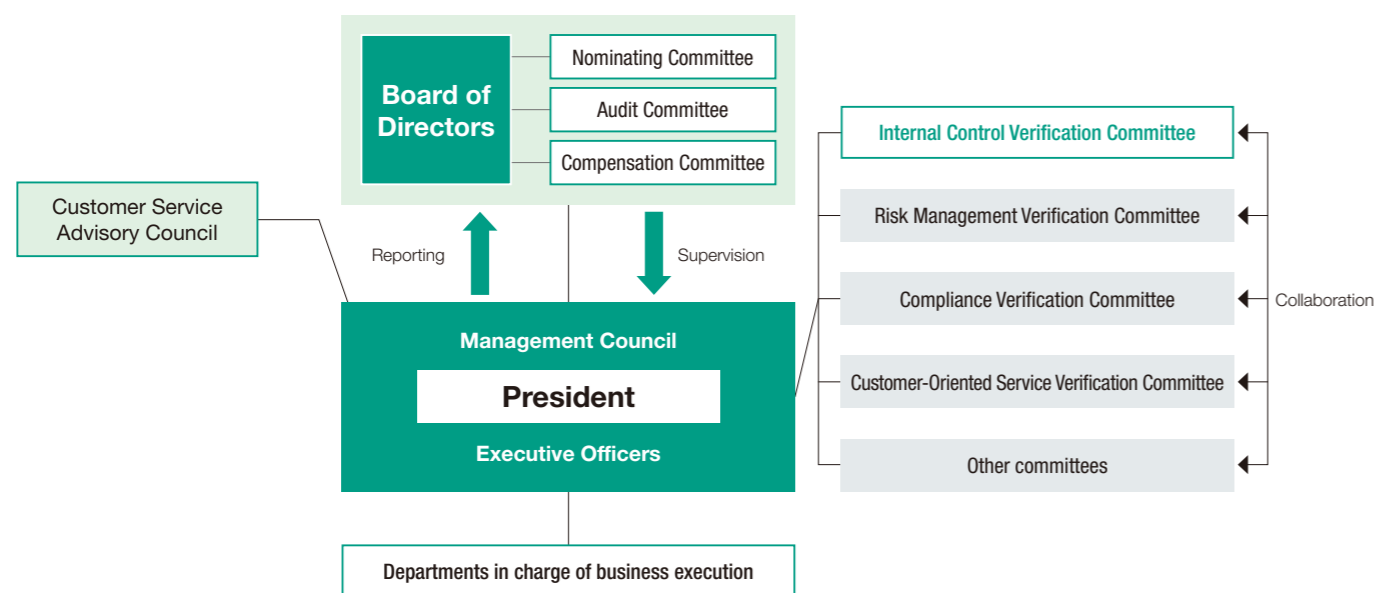 Board of
Directors
Nominating Committee
Audit Committee
Compensation Committee
Customer Service
Advisory Council
Reporting
Supervision
Management Council
President
Executive Officers
Departments in charge of business execution
Internal Control Verification Committee
Risk Management Verification Committee
Compliance Verification Committee
Customer-Oriented Service Verification Committee
Other committees
Collaboration